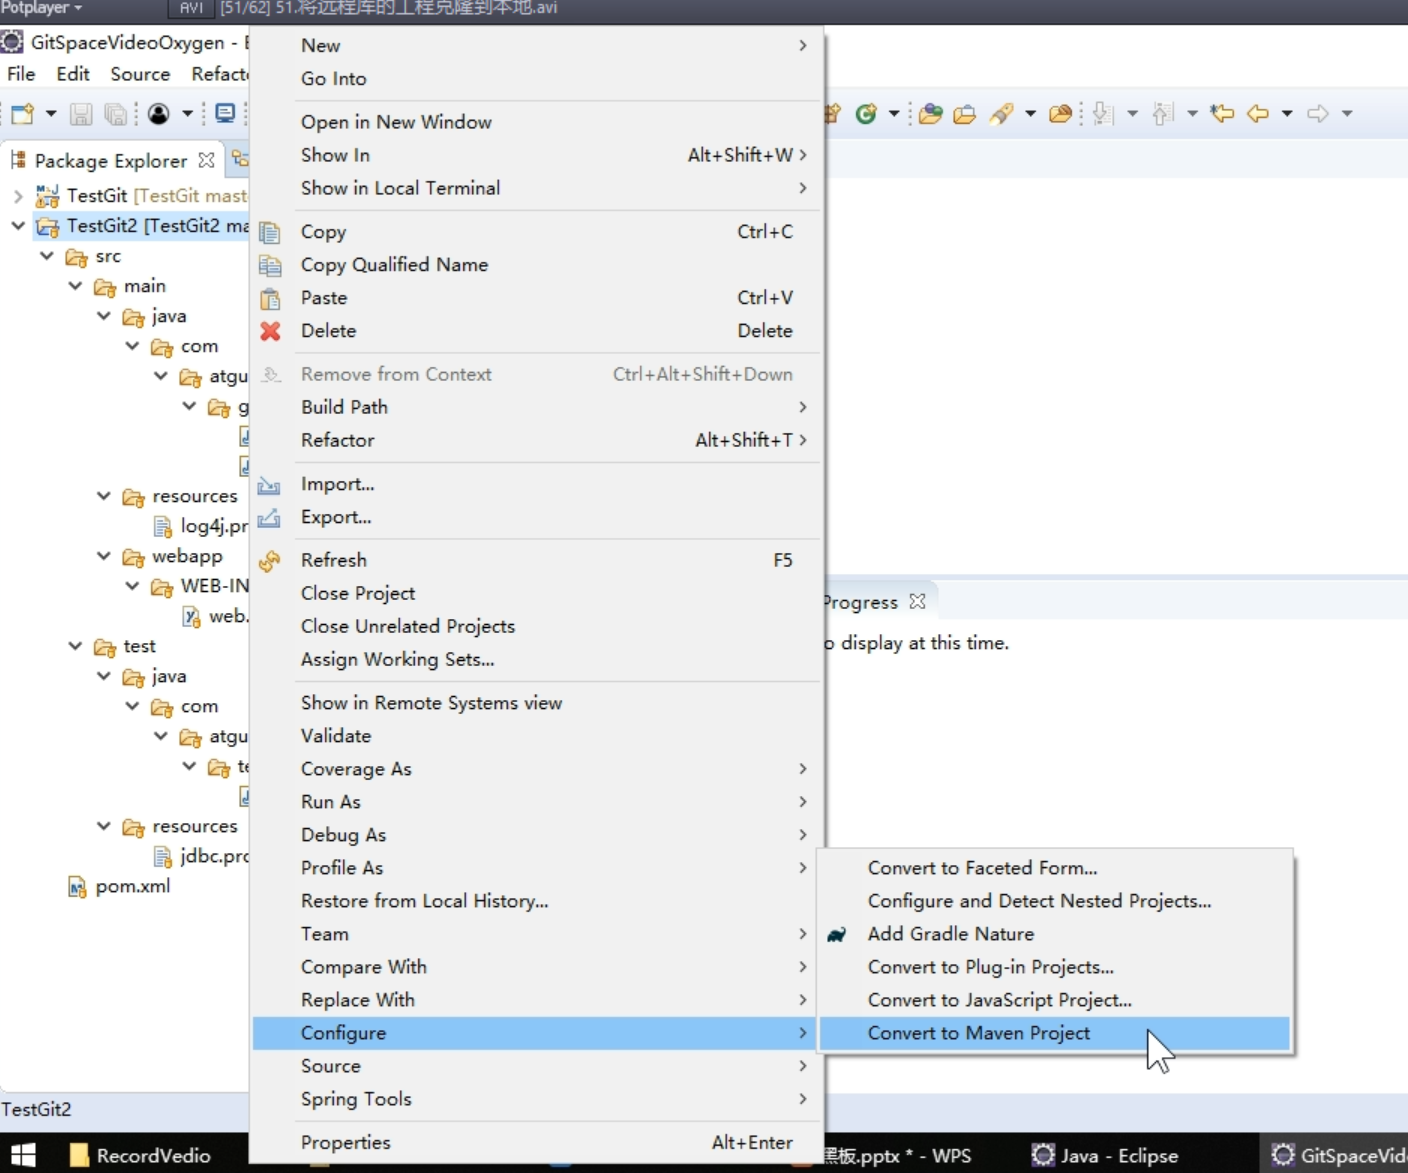 Potplayer
AVI
[51/62] 51.将远程库的工程克隆到本地.avi
GitSpaceVideoOxygen -
File Edit Source
Package Explorer
TestGit [TestGit mast
TestGit2 [TestGit2 ma
src
main
java
com
atgu
g
resources
log4j.pr
webapp
WEB-IN
web.
test
java
com
atgu
te
resources
jdbc.pro
pom.xml
New
Go Into
Open in New Window
Show In Alt+Shift+W
Show in Local Terminal
Copy Ctrl+C
Copy Qualified Name
Paste Ctrl+V
Delete Delete
Remove from Context Ctrl+Alt+Shift+Down
Build Path
Refactor Alt+Shift+T
Import...
Export...
Refresh F5
Close Project
Close Unrelated Projects
Assign Working Sets...
Show in Remote Systems view
Validate
Coverage As
Run As
Debug As
Profile As
Restore from Local History...
Team
Compare With
Replace With
Configure
Source
Spring Tools
Properties Alt+Enter
Convert to Faceted Form...
Configure and Detect Nested Projects...
Add Gradle Nature
Convert to Plug-in Projects...
Convert to JavaScript Project...
Convert to Maven Project
Progress
o display at this time.
TestGit2
RecordVedio
黑板.pptx * - WPS
Java - Eclipse
GitSpaceVid